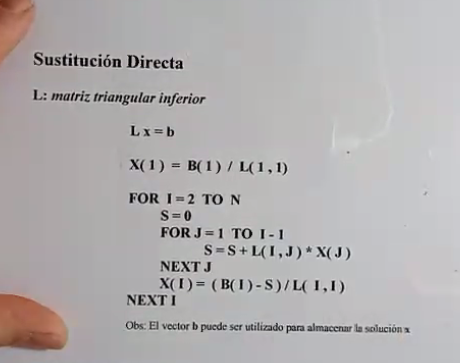 Sustitución Directa
L: matriz triangular inferior
L x = b
X( 1 ) = B( 1 ) / L( 1 , 1 )
FOR I = 2 TO N
S = 0
FOR J = 1 TO I - 1
S = S + L( I , J ) * X( J )
NEXT J
X( I ) = ( B( I ) - S ) / L( I , I )
NEXT I
Obs: El vector b puede ser utilizado para almacenar la solución x